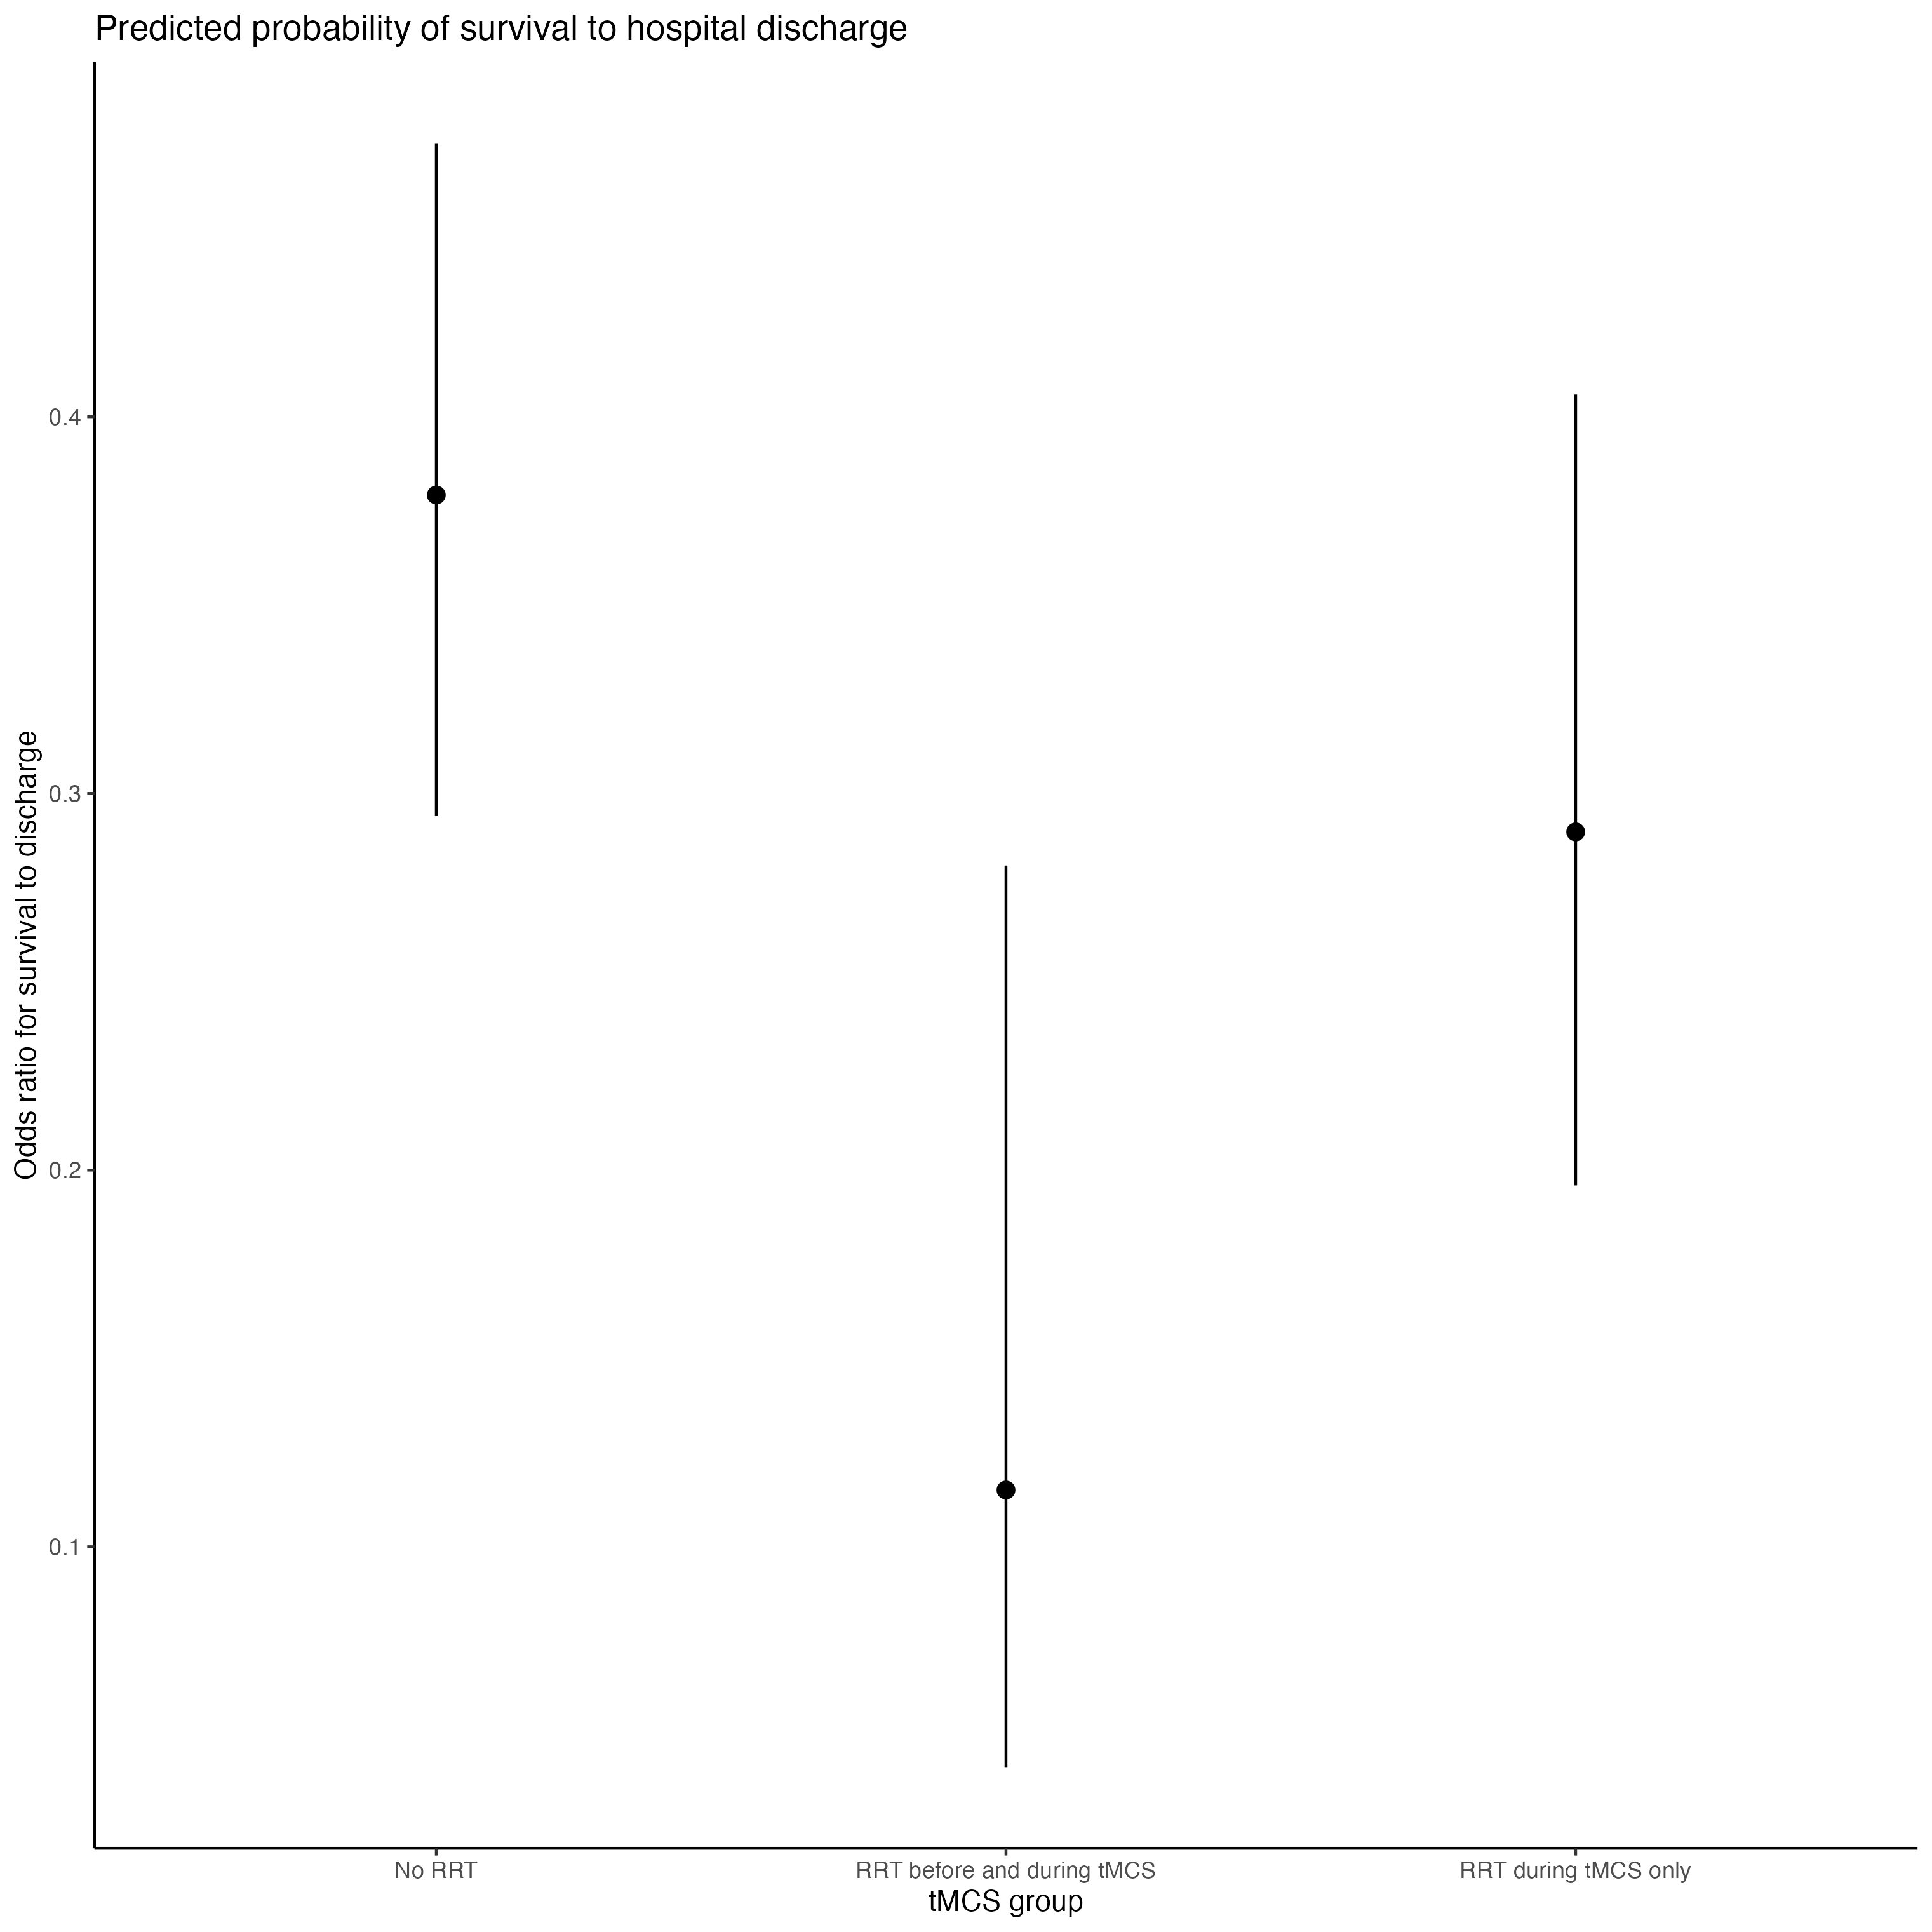 Predicted probability of survival to hospital discharge
Odds ratio for survival to discharge
0.4
0.3
0.2
0.1
No RRT
RRT before and during tMCS
RRT during tMCS only
tMCS group